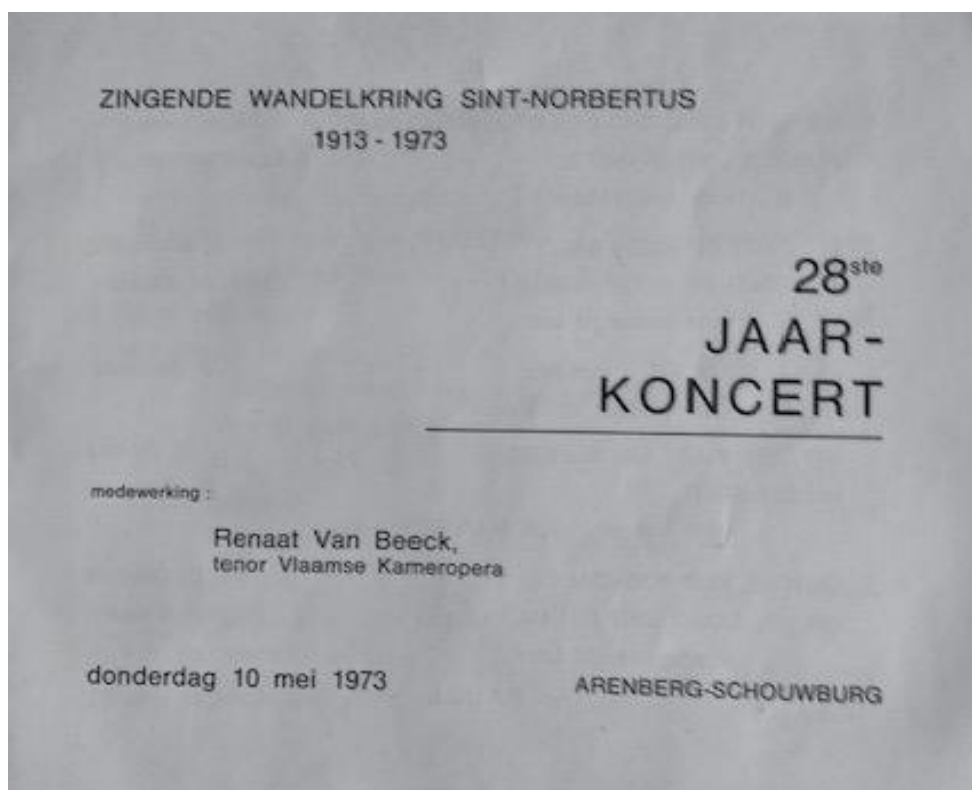 ZINGENDE WANDELKRING SINT-NORBERTUS
1913 - 1973
28ste
JAAR-
KONCERT
medewerking :
Renaat Van Beeck,
tenor Vlaamse Kameropera
donderdag 10 mei 1973
ARENBERG-SCHOUWBURG